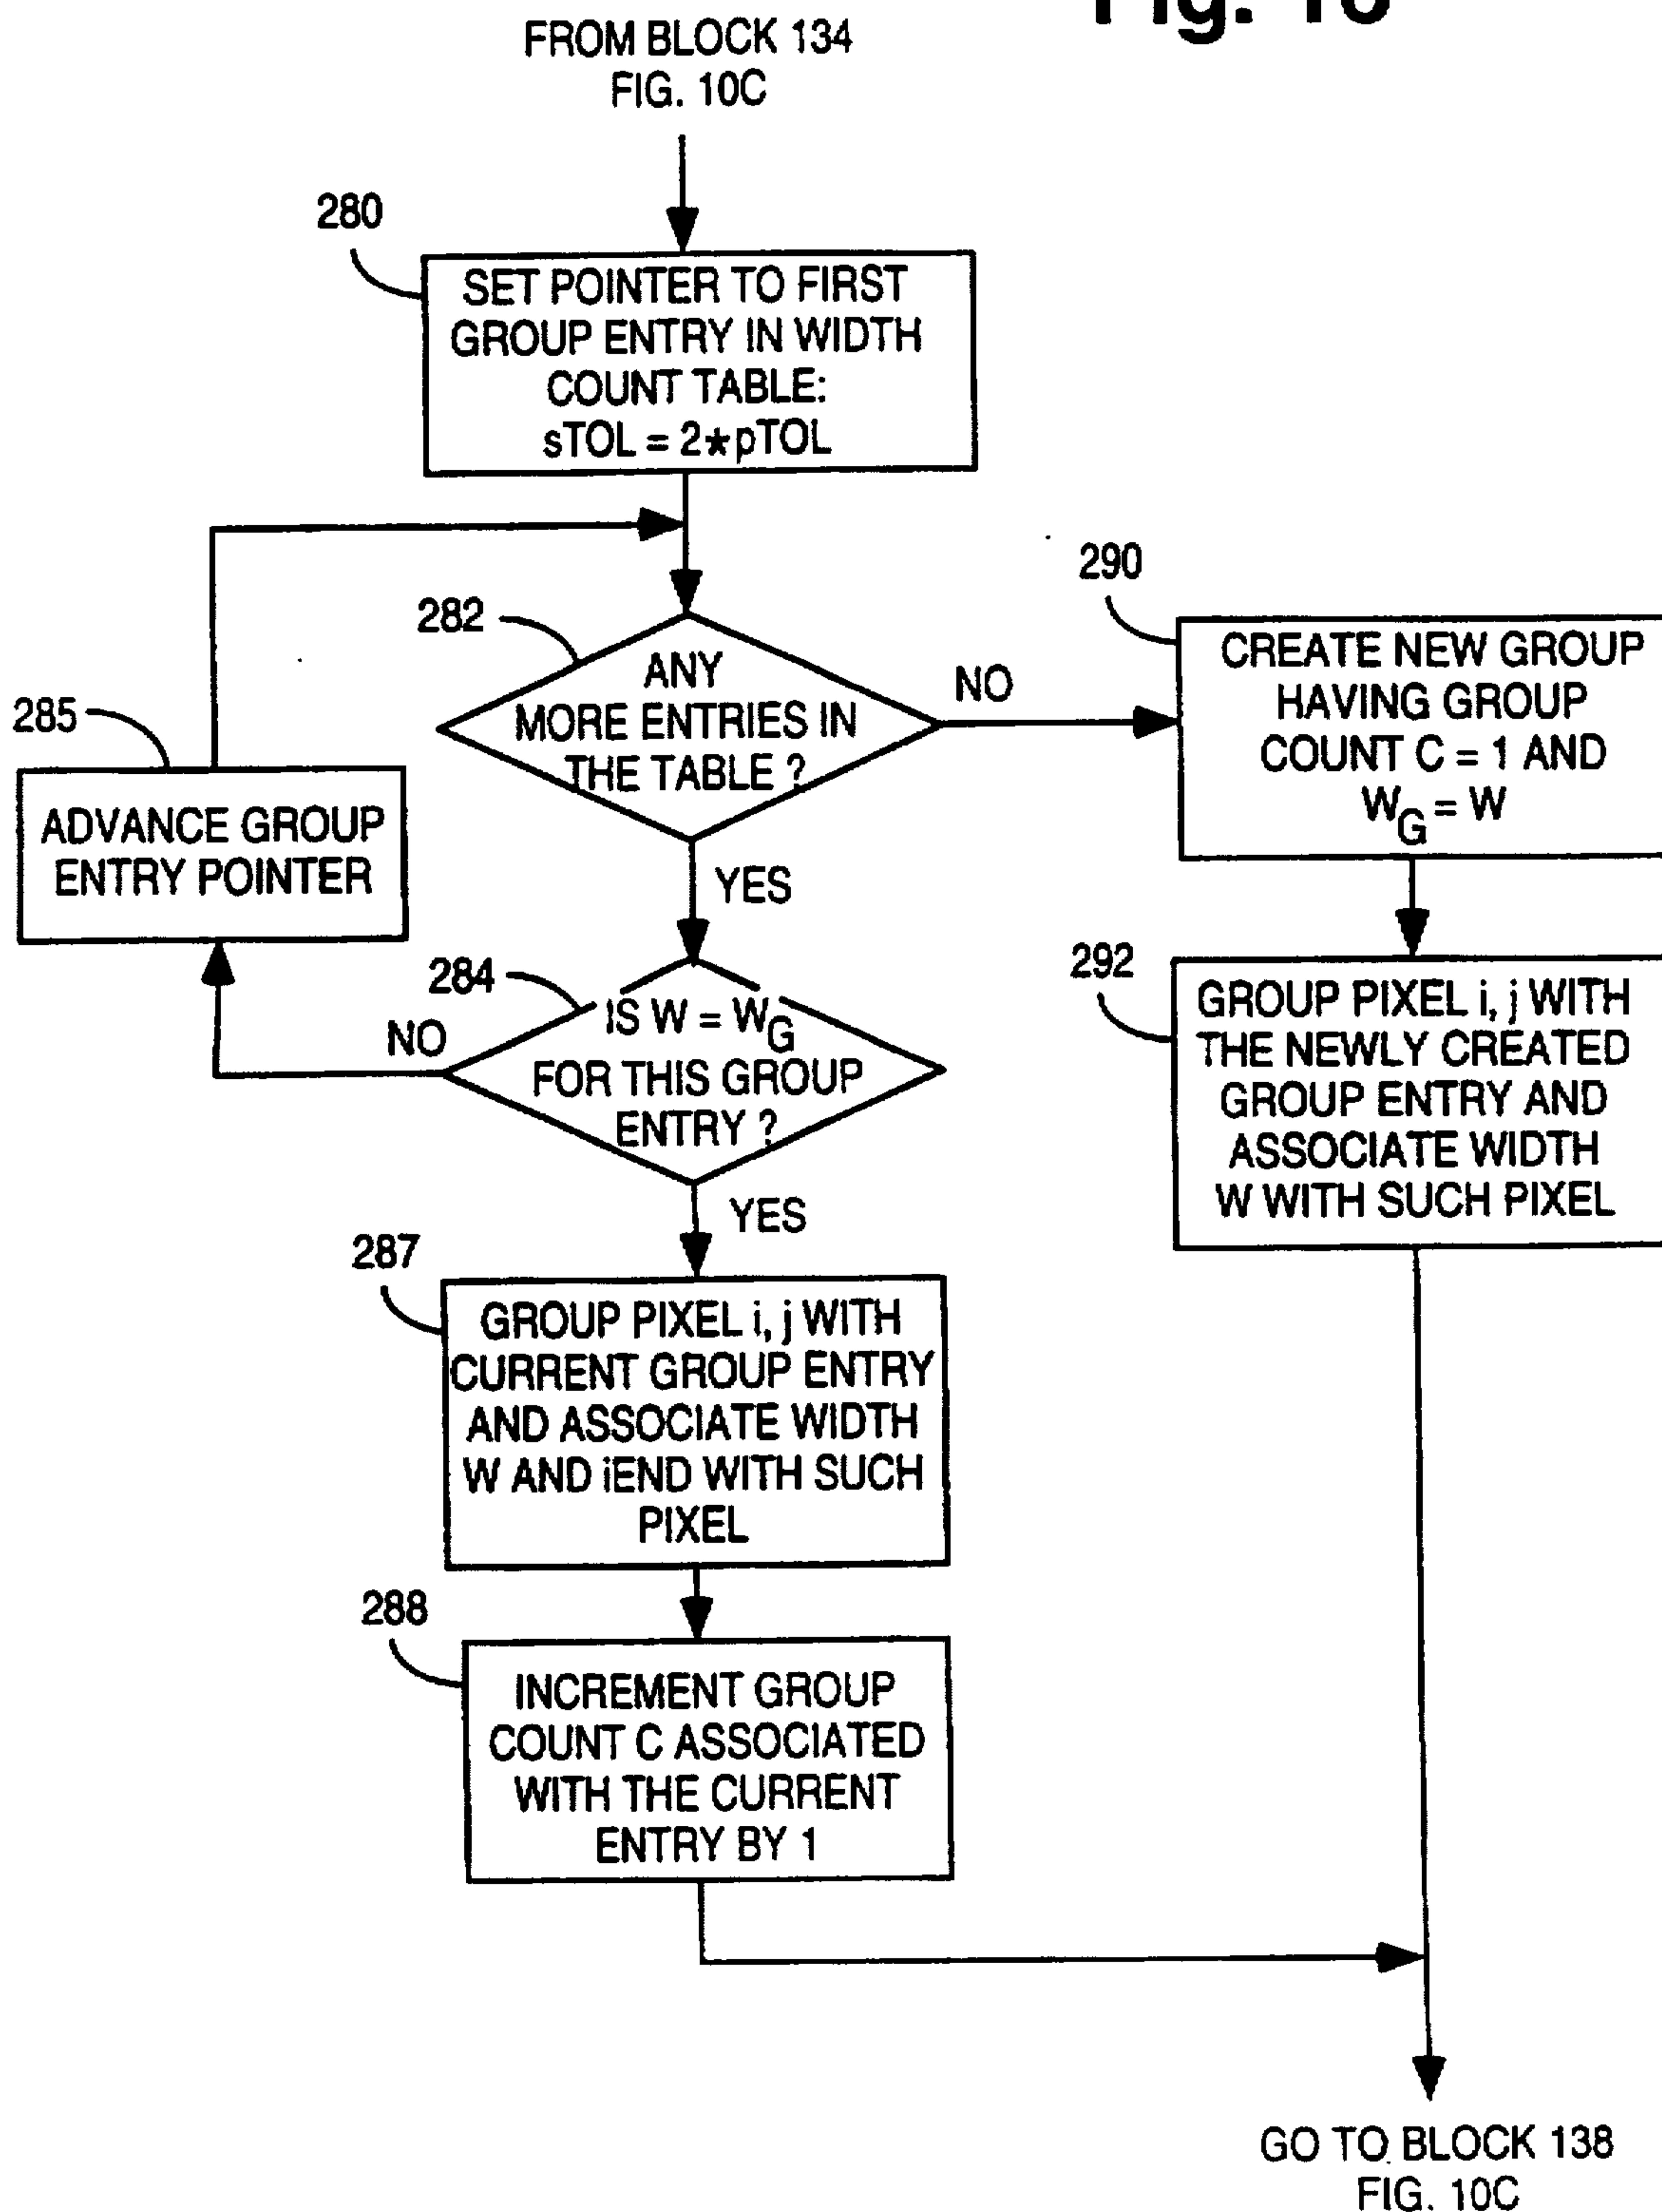 FROM BLOCK 134
FIG. 10C
280
SET POINTER TO FIRST
GROUP ENTRY IN WIDTH
COUNT TABLE:
sTOL = 2*pTOL
282
ANY
MORE ENTRIES IN
THE TABLE ?
NO
YES
285
ADVANCE GROUP
ENTRY POINTER
284
IS W = WG
FOR THIS GROUP
ENTRY ?
NO
YES
287
GROUP PIXEL i, j WITH
CURRENT GROUP ENTRY
AND ASSOCIATE WIDTH
W AND iEND WITH SUCH
PIXEL
288
INCREMENT GROUP
COUNT C ASSOCIATED
WITH THE CURRENT
ENTRY BY 1
290
CREATE NEW GROUP
HAVING GROUP
COUNT C = 1 AND
WG = W
292
GROUP PIXEL i, j WITH
THE NEWLY CREATED
GROUP ENTRY AND
ASSOCIATE WIDTH
W WITH SUCH PIXEL
GO TO BLOCK 138
FIG. 10C